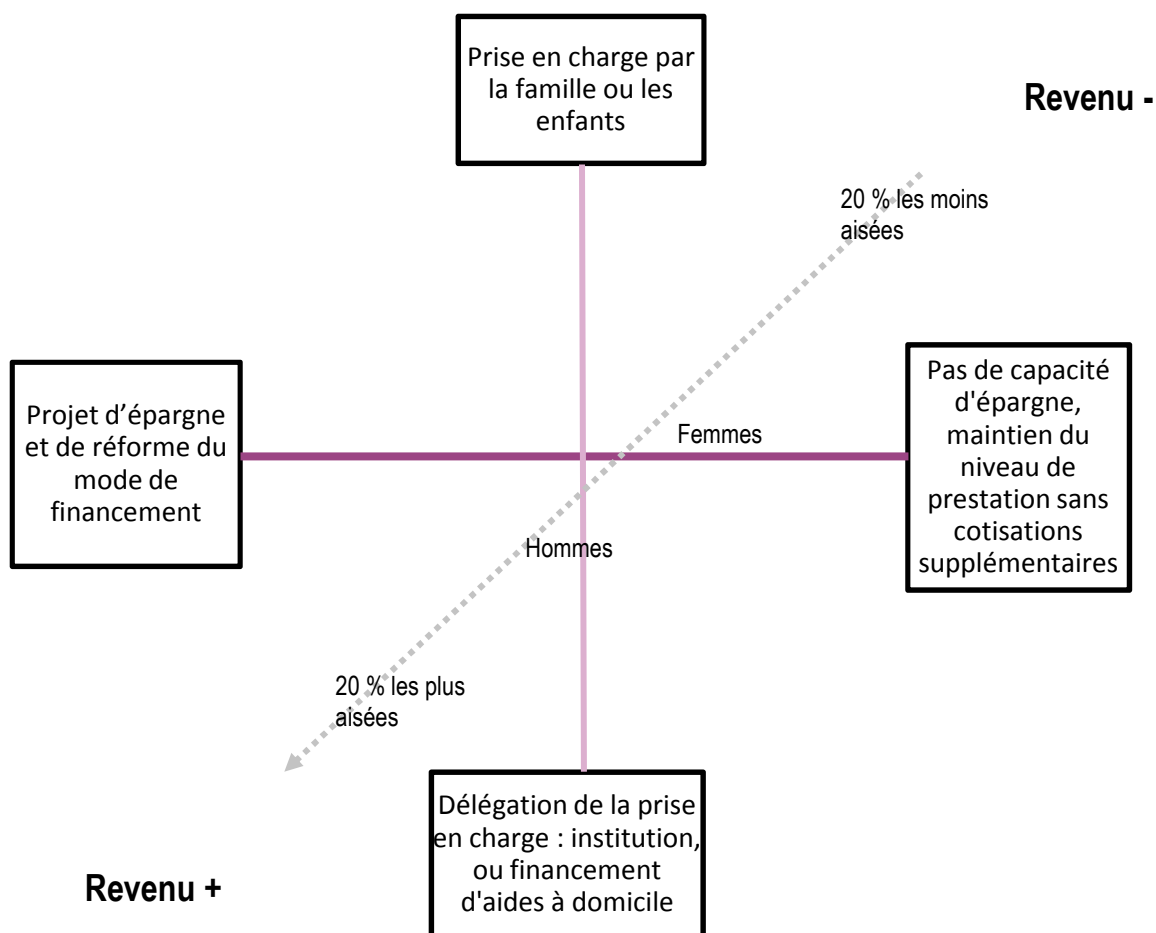 Prise en charge par
la famille ou les
enfants
Revenu -
20 % les moins
aisées
Projet d’épargne
et de réforme du
mode de
financement
Femmes
Pas de capacité
d'épargne,
maintien du
niveau de
prestation sans
cotisations
supplémentaires
Hommes
20 % les plus
aisées
Délégation de la prise
en charge : institution,
ou financement
d'aides à domicile
Revenu +